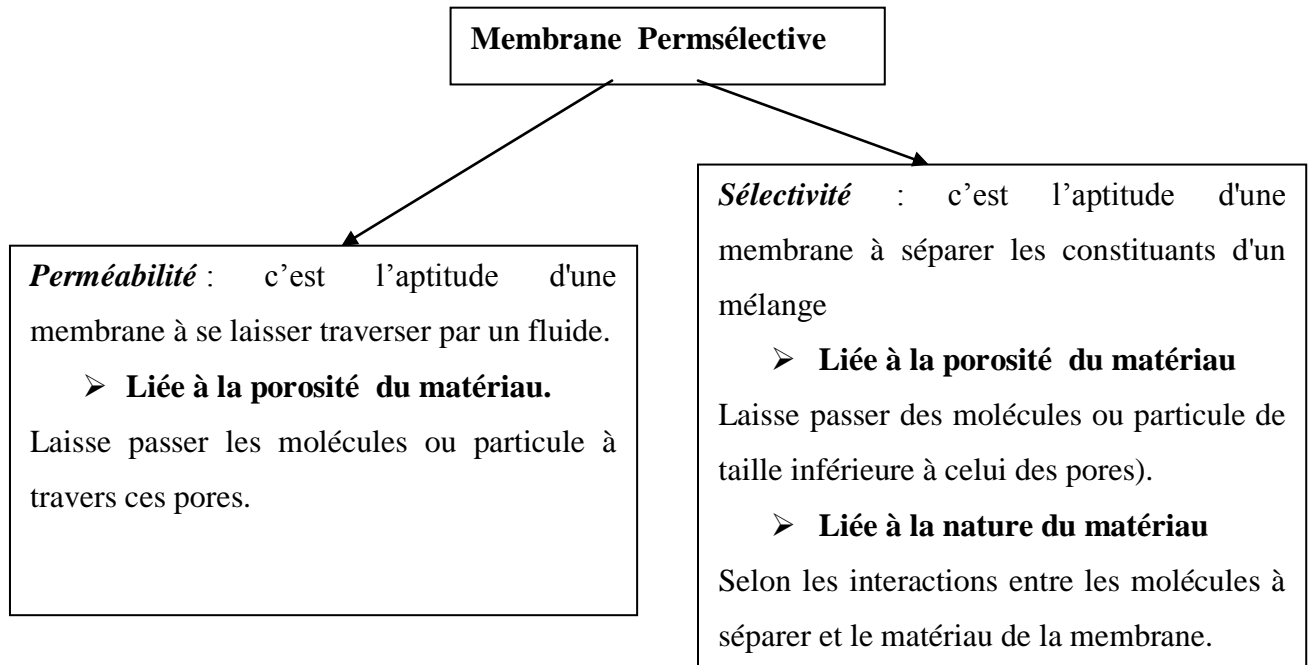 Membrane Permsélective
Perméabilité : c’est l’aptitude d'une
membrane à se laisser traverser par un fluide.
➢ Liée à la porosité du matériau.
Laisse passer les molécules ou particule à
travers ces pores.
Sélectivité : c’est l’aptitude d'une
membrane à séparer les constituants d'un
mélange
➢ Liée à la porosité du matériau
Laisse passer des molécules ou particule de
taille inférieure à celui des pores).
➢ Liée à la nature du matériau
Selon les interactions entre les molécules à
séparer et le matériau de la membrane.